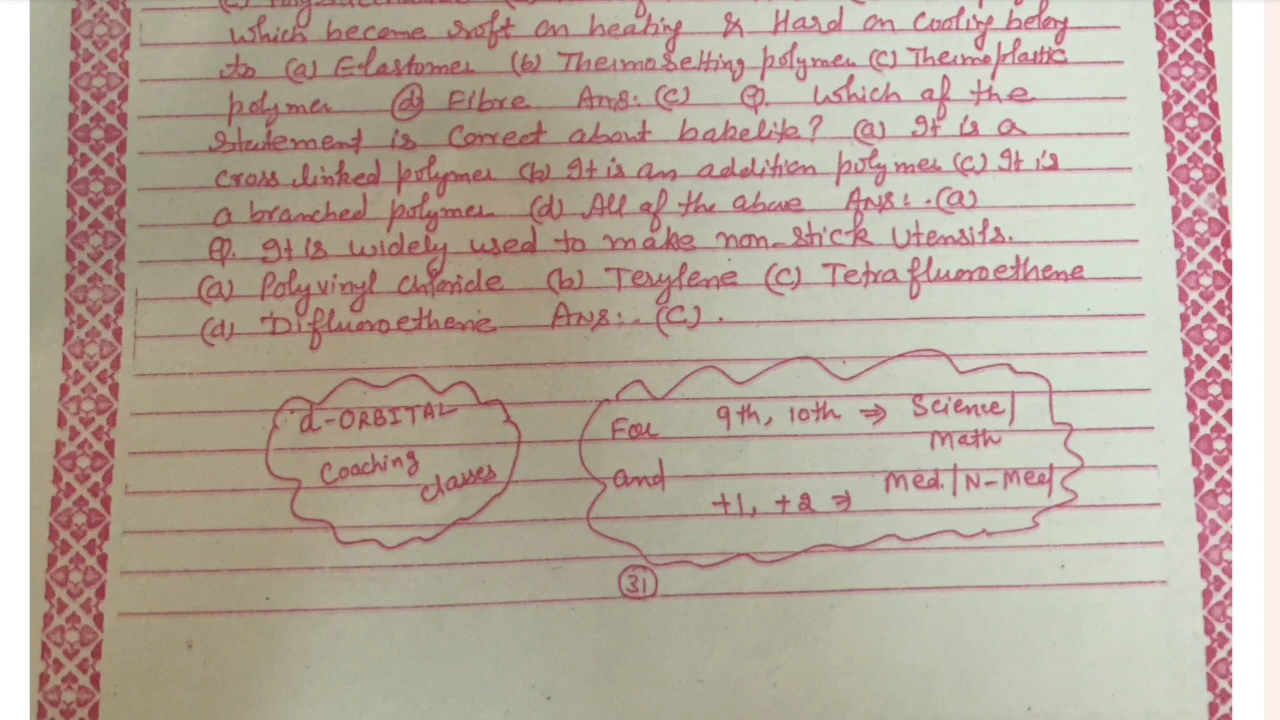 which become soft on heating & Hard on Cooling belong
to (a) Elastomer (b) Thermosetting polymer (c) Thermoplastic
polymer (d) Fibre Ans:. (c) Q. Which of the
statement is Correct about bakelite? (a) It is a
cross linked polymer (b) It is an addition polymer (c) It is
a branched polymer (d) All of the above Ans:. (a)
Q. It is widely used to make non-stick Utensils.
(a) Polyvinyl chloride (b) Terylene (c) Tetrafluoroethene
(d) Difluoroethene Ans:. (C).
d-ORBITAL
Coaching
classes
For 9th, 10th ⇒ Science/
Math
and
+1, +2 ⇒ Med./N-Med
31